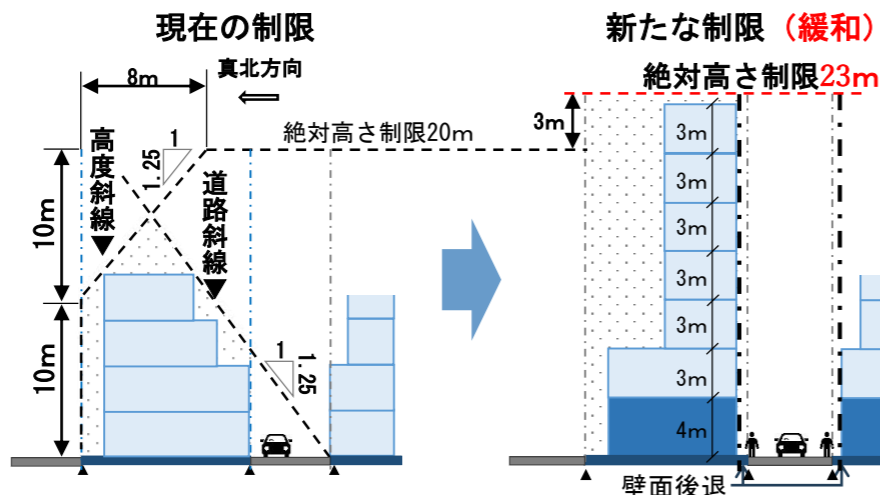 現在の制限
8m
真北方向
1
1.25
絶対高さ制限20m
高度斜線
道路斜線
10m
10m
1
1.25
新たな制限（緩和）
絶対高さ制限23m
3m
3m
3m
3m
3m
3m
3m
4m
壁面後退